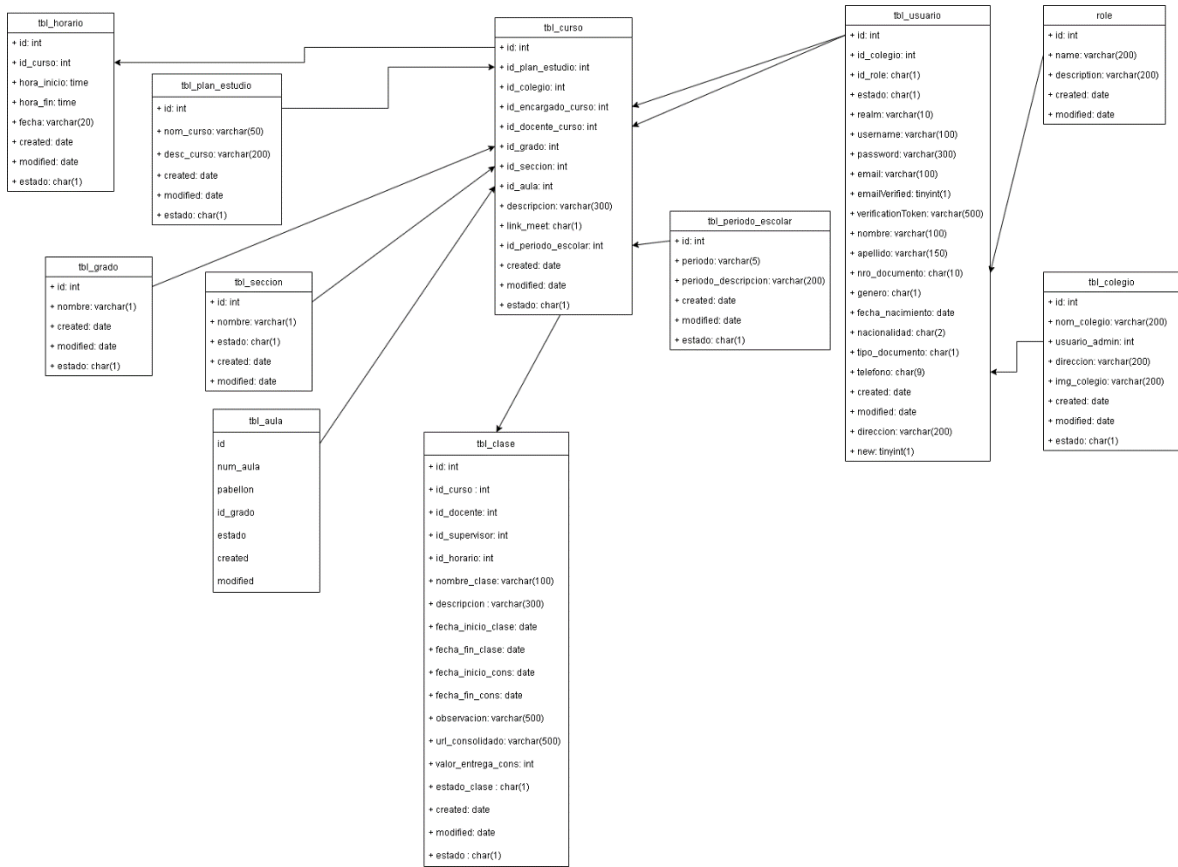 tbl_horario
+ id: int
+ id_curso: int
+ hora_inicio: time
+ hora_fin: time
+ fecha: varchar(20)
+ created: date
+ modified: date
+ estado: char(1)
tbl_plan_estudio
+ id: int
+ nom_curso: varchar(50)
+ desc_curso: varchar(200)
+ created: date
+ modified: date
+ estado: char(1)
tbl_curso
+ id: int
+ id_plan_estudio: int
+ id_colegio: int
+ id_encargado_curso: int
+ id_docente_curso: int
+ id_grado: int
+ id_seccion: int
+ id_aula: int
+ descripcion: varchar(300)
+ link_meet: char(1)
+ id_periodo_escolar: int
+ created: date
+ modified: date
+ estado: char(1)
tbl_usuario
+ id: int
+ id_colegio: int
+ id_role: char(1)
+ estado: char(1)
+ realm: varchar(10)
+ username: varchar(100)
+ password: varchar(300)
+ email: varchar(100)
+ emailVerified: tinyint(1)
+ verificationToken: varchar(500)
+ nombre: varchar(100)
+ apellido: varchar(150)
+ nro_documento: char(10)
+ genero: char(1)
+ fecha_nacimiento: date
+ nacionalidad: char(2)
+ tipo_documento: char(1)
+ telefono: char(9)
+ created: date
+ modified: date
+ direccion: varchar(200)
+ new: tinyint(1)
role
+ id: int
+ name: varchar(200)
+ description: varchar(200)
+ created: date
+ modified: date
tbl_grado
+ id: int
+ nombre: varchar(1)
+ created: date
+ modified: date
+ estado: char(1)
tbl_seccion
+ id: int
+ nombre: varchar(1)
+ estado: char(1)
+ created: date
+ modified: date
tbl_periodo_escolar
+ id: int
+ periodo: varchar(5)
+ periodo_descripcion: varchar(200)
+ created: date
+ modified: date
+ estado: char(1)
tbl_colegio
+ id: int
+ nom_colegio: varchar(200)
+ usuario_admin: int
+ direccion: varchar(200)
+ img_colegio: varchar(200)
+ created: date
+ modified: date
+ estado: char(1)
tbl_aula
id
num_aula
pabellon
id_grado
estado
created
modified
tbl_clase
+ id: int
+ id_curso : int
+ id_docente: int
+ id_supervisor: int
+ id_horario: int
+ nombre_clase: varchar(100)
+ descripcion : varchar(300)
+ fecha_inicio_clase: date
+ fecha_fin_clase: date
+ fecha_inicio_cons: date
+ fecha_fin_cons: date
+ observacion: varchar(500)
+ url_consolidado: varchar(500)
+ valor_entrega_cons: int
+ estado_clase : char(1)
+ created: date
+ modified: date
+ estado : char(1)